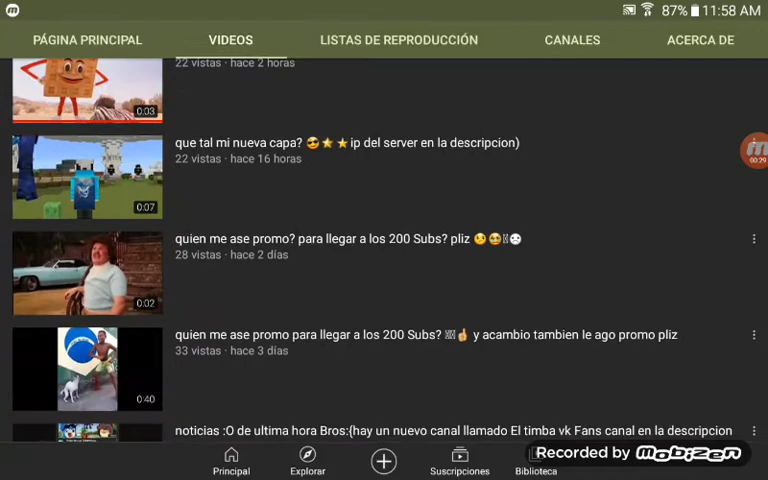 87% 11:58 AM
PÁGINA PRINCIPAL VIDEOS LISTAS DE REPRODUCCIÓN CANALES ACERCA DE
22 vistas · hace 2 horas
0:03
que tal mi nueva capa? 😎⭐⭐ip del server en la descripcion)
22 vistas · hace 16 horas
00:29
0:07
quien me ase promo? para llegar a los 200 Subs? pliz
28 vistas · hace 2 días
0:02
quien me ase promo para llegar a los 200 Subs? ☝ y acambio tambien le ago promo pliz
33 vistas · hace 3 días
0:40
noticias :O de ultima hora Bros:{hay un nuevo canal llamado El timba vk Fans canal en la descripcion
Recorded by mobizen
Principal Explorar Suscripciones Biblioteca